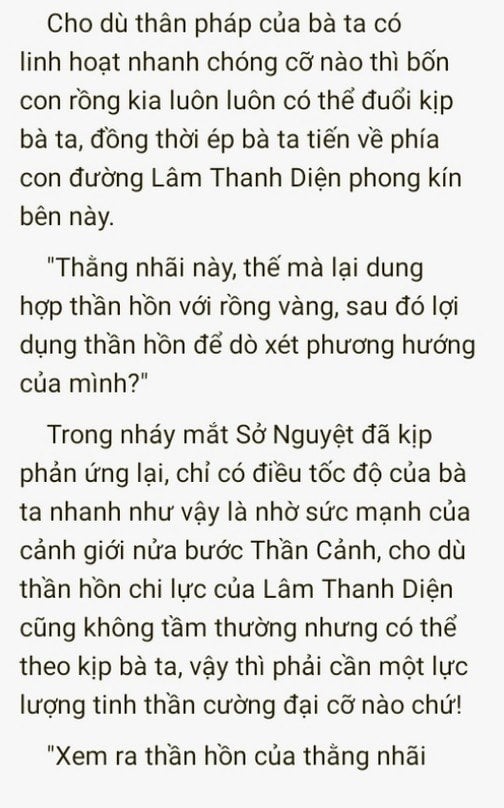 Cho dù thân pháp của bà ta có
linh hoạt nhanh chóng cỡ nào thì bốn
con rồng kia luôn luôn có thể đuổi kịp
bà ta, đồng thời ép bà ta tiến về phía
con đường Lâm Thanh Diện phong kín
bên này.
"Thằng nhãi này, thế mà lại dung
hợp thần hồn với rồng vàng, sau đó lợi
dụng thần hồn để dò xét phương hướng
của mình?"
Trong nháy mắt Sở Nguyệt đã kịp
phản ứng lại, chỉ có điều tốc độ của bà
ta nhanh như vậy là nhờ sức mạnh của
cảnh giới nửa bước Thần Cảnh, cho dù
thần hồn chi lực của Lâm Thanh Diện
cũng không tầm thường nhưng có thể
theo kịp bà ta, vậy thì phải cần một lực
lượng tinh thần cường đại cỡ nào chứ!
"Xem ra thần hồn của thằng nhãi